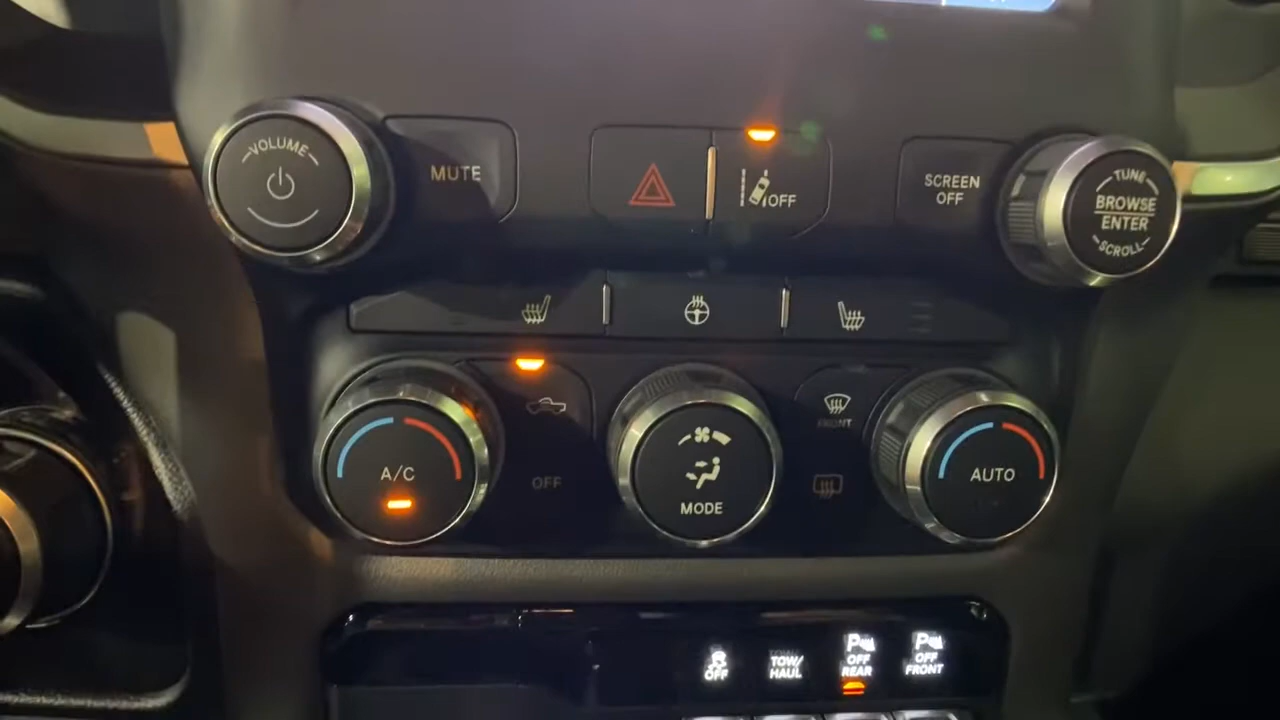 VOLUME
MUTE
OFF
SCREEN
OFF
TUNE
BROWSE
ENTER
SCROLL
A/C
OFF
MODE
FRONT
AUTO
OFF
TOW/
HAUL
P
OFF
REAR
P
OFF
FRONT